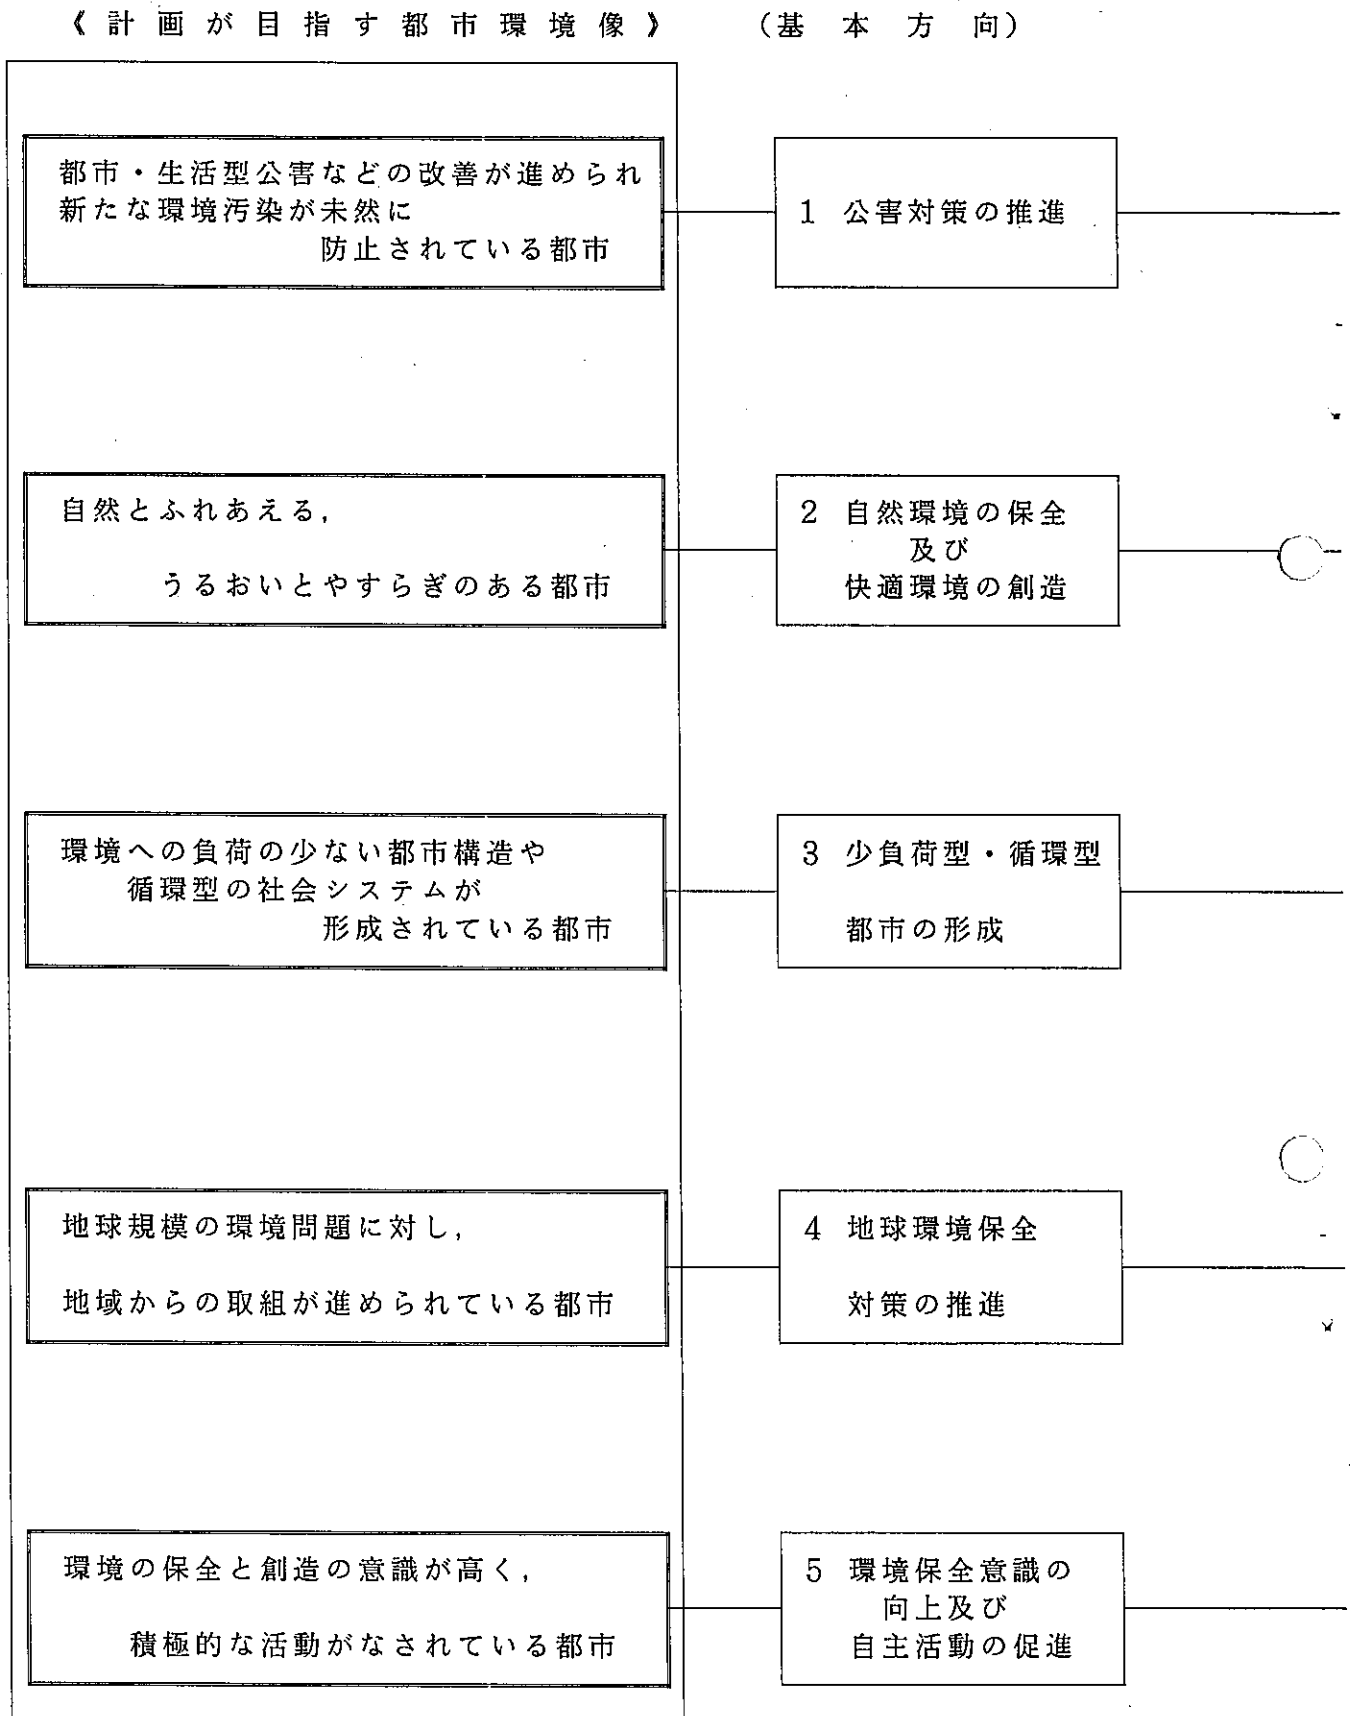 《計画が目指す都市環境像》
(基本方向)
都市・生活型公害などの改善が進められ
新たな環境汚染が未然に
防止されている都市
1 公害対策の推進
自然とふれあえる，
うるおいとやすらぎのある都市
2 自然環境の保全
及び
快適環境の創造
環境への負荷の少ない都市構造や
循環型の社会システムが
形成されている都市
3 少負荷型・循環型
都市の形成
地球規模の環境問題に対し，
地域からの取組が進められている都市
4 地球環境保全
対策の推進
環境の保全と創造の意識が高く，
積極的な活動がなされている都市
5 環境保全意識の
向上及び
自主活動の促進